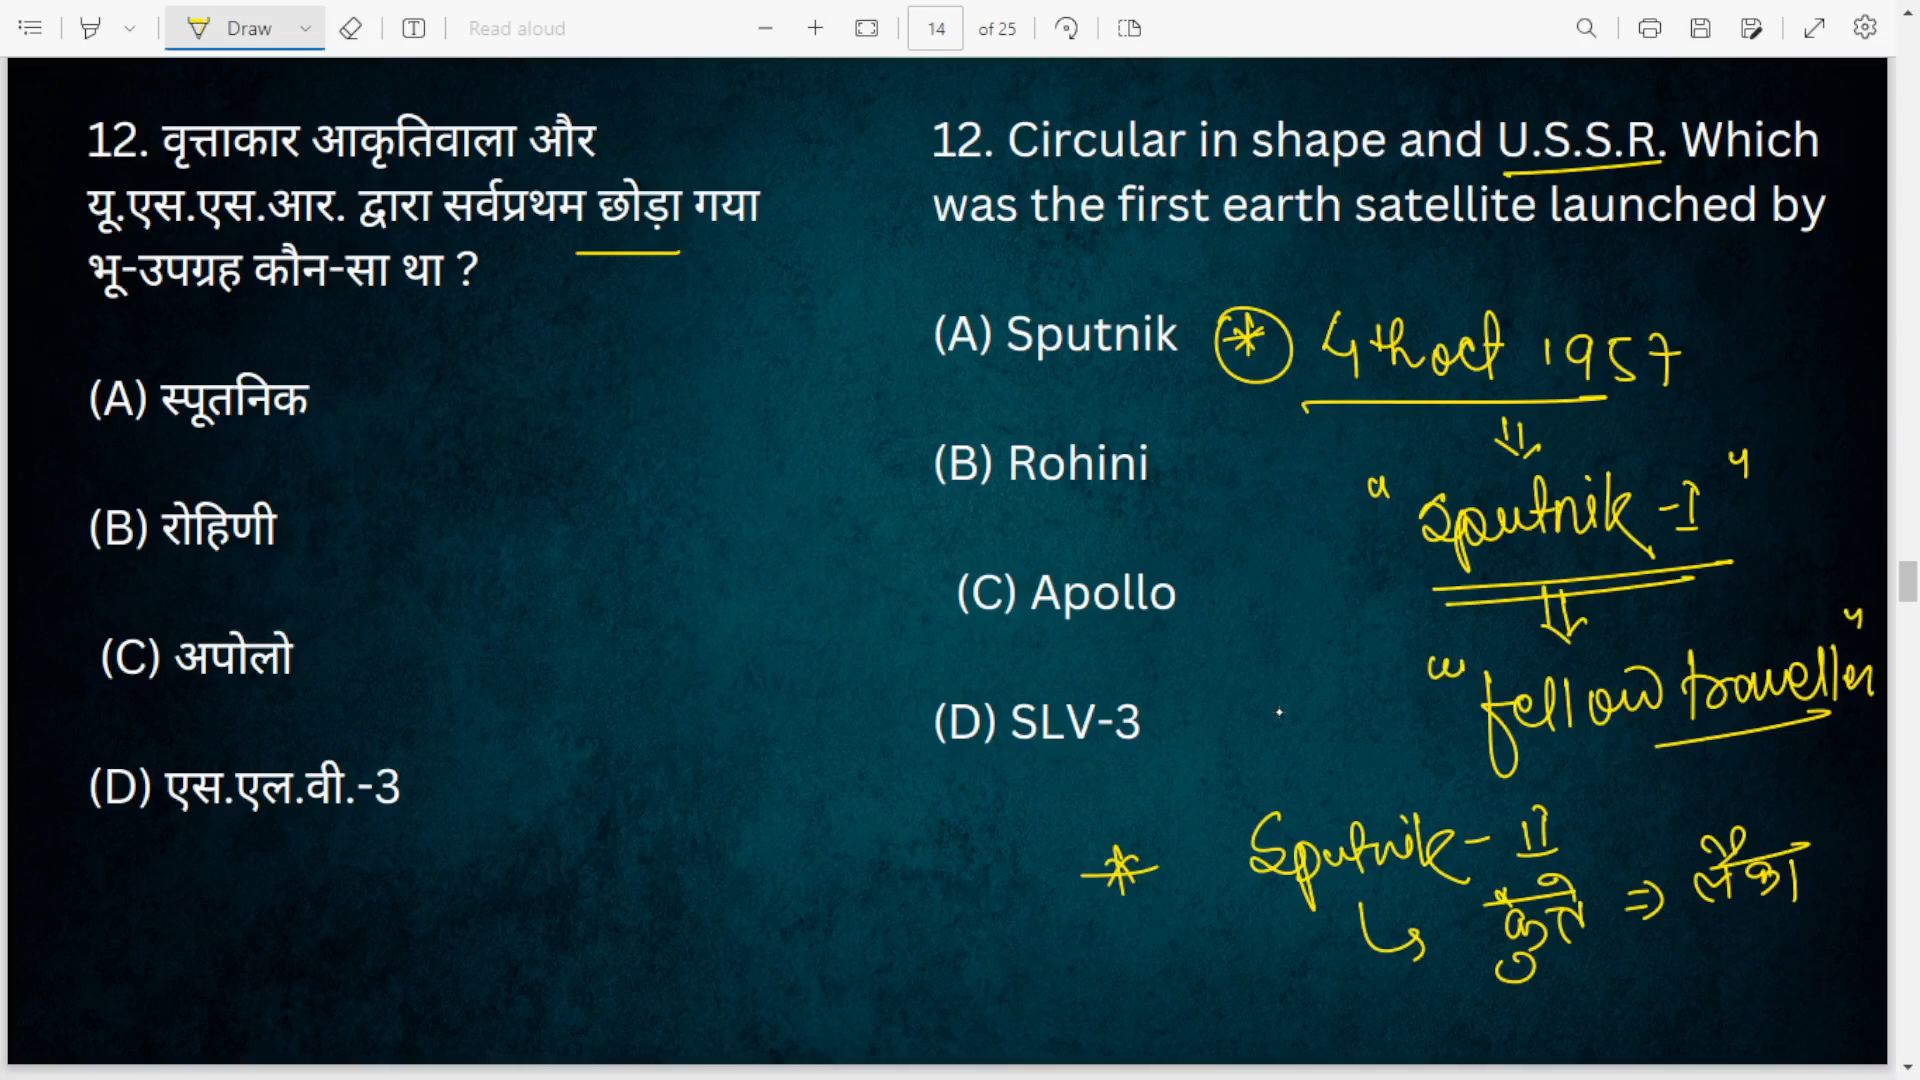 Draw
Read aloud
14
of 25
12. वृत्ताकार आकृतिवाला और
यू.एस.एस.आर. द्वारा सर्वप्रथम छोड़ा गया
भू-उपग्रह कौन-सा था ?
(A) स्पूतनिक
(B) रोहिणी
(C) अपोलो
(D) एस.एल.वी.-3
12. Circular in shape and U.S.S.R. Which
was the first earth satellite launched by
(A) Sputnik
(B) Rohini
(C) Apollo
(D) SLV-3
* 4th oct 1957
"Sputnik-I"
"fellow traveller"
* Sputnik-II
⇒